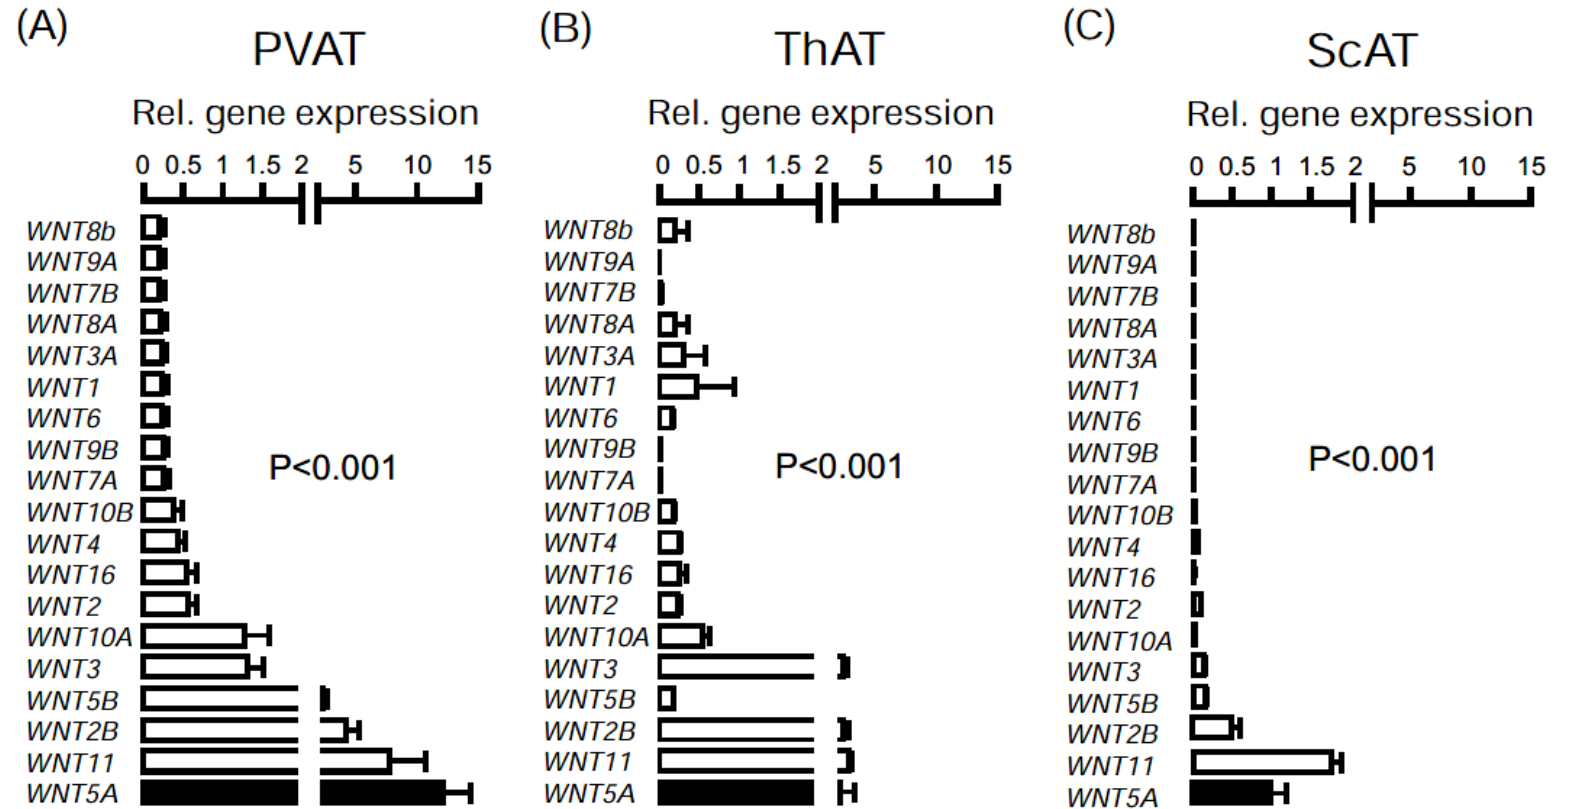 (A)
PVAT
Rel. gene expression
0 0.5 1 1.5 2 5 10 15
WNT8b
WNT9A
WNT7B
WNT8A
WNT3A
WNT1
WNT6
WNT9B
WNT7A
WNT10B
WNT4
WNT16
WNT2
WNT10A
WNT3
WNT5B
WNT2B
WNT11
WNT5A
P<0.001
(B)
ThAT
Rel. gene expression
0 0.5 1 1.5 2 5 10 15
WNT8b
WNT9A
WNT7B
WNT8A
WNT3A
WNT1
WNT6
WNT9B
WNT7A
WNT10B
WNT4
WNT16
WNT2
WNT10A
WNT3
WNT5B
WNT2B
WNT11
WNT5A
P<0.001
(C)
ScAT
Rel. gene expression
0 0.5 1 1.5 2 5 10 15
WNT8b
WNT9A
WNT7B
WNT8A
WNT3A
WNT1
WNT6
WNT9B
WNT7A
WNT10B
WNT4
WNT16
WNT2
WNT10A
WNT3
WNT5B
WNT2B
WNT11
WNT5A
P<0.001